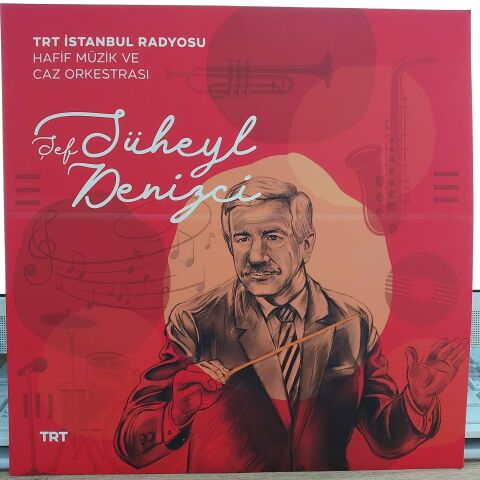 TRT İSTANBUL RADYOSU
HAFİF MÜZİK VE
CAZ ORKESTRASI
Şef Süheyl
Denizci
TRT